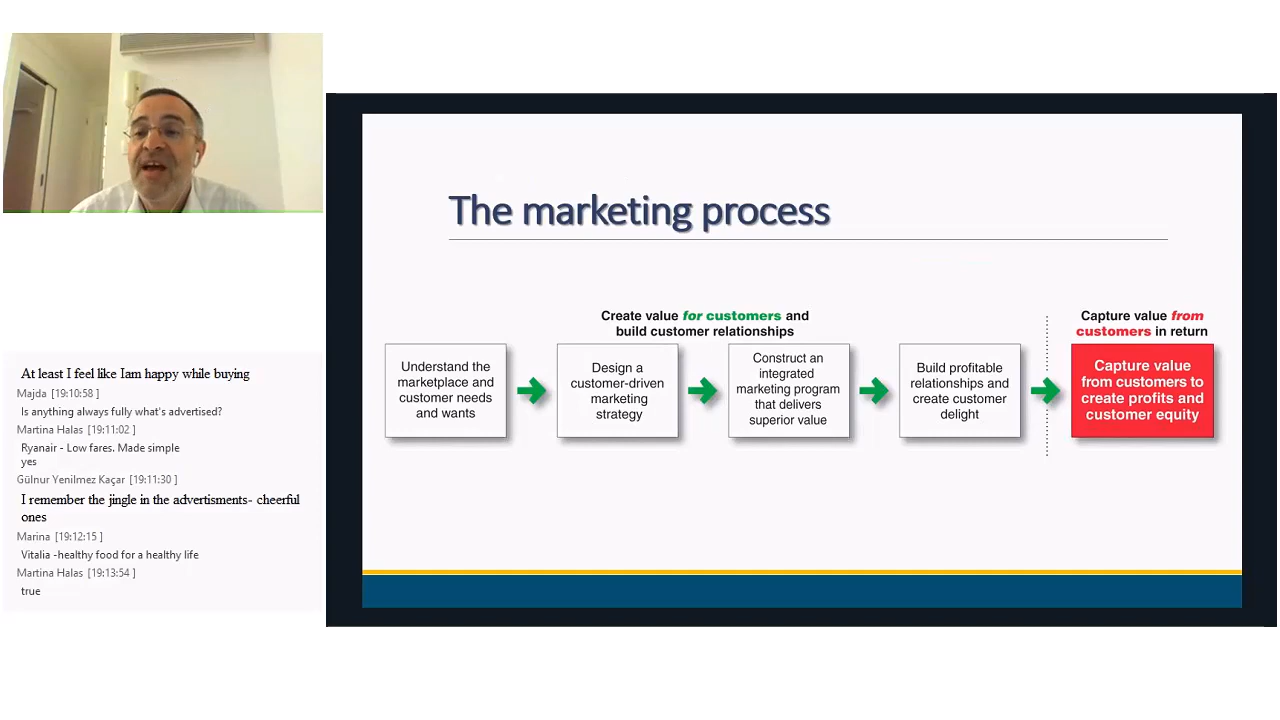 At least I feel like Iam happy while buying
Majda [19:10:58 ]
Is anything always fully what's advertised?
Martina Halas [19:11:02 ]
Ryanair - Low fares. Made simple
yes
Gülnur Yenilmez Kaçar [19:11:30 ]
I remember the jingle in the advertisments- cheerful
ones
Marina [19:12:15 ]
Vitalia -healthy food for a healthy life
Martina Halas [19:13:54 ]
true
The marketing process
Create value for customers and
build customer relationships
Capture value from
customers in return
Understand the
marketplace and
customer needs
and wants
Design a
customer-driven
marketing
strategy
Construct an
integrated
marketing program
that delivers
superior value
Build profitable
relationships and
create customer
delight
Capture value
from customers to
create profits and
customer equity